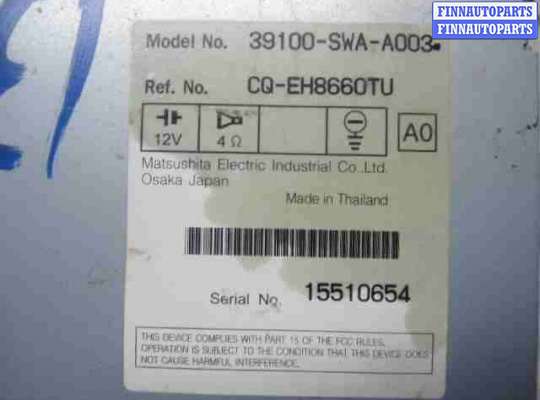 FINNAUTOPARTS
FINNAUTOPARTS
Model No. 39100-SWA-A003
Ref. No. CQ-EH8660TU
12V 4Ω A0
Matsushita Electric Industrial Co.,Ltd.
Osaka Japan
Made in Thailand
Serial No. 15510654
THIS DEVICE COMPLIES WITH PART 15 OF THE FCC RULES.
OPERATION IS SUBJECT TO THE CONDITION THAT THIS DEVICE DOES
NOT CAUSE HARMFUL INTERFERENCE.